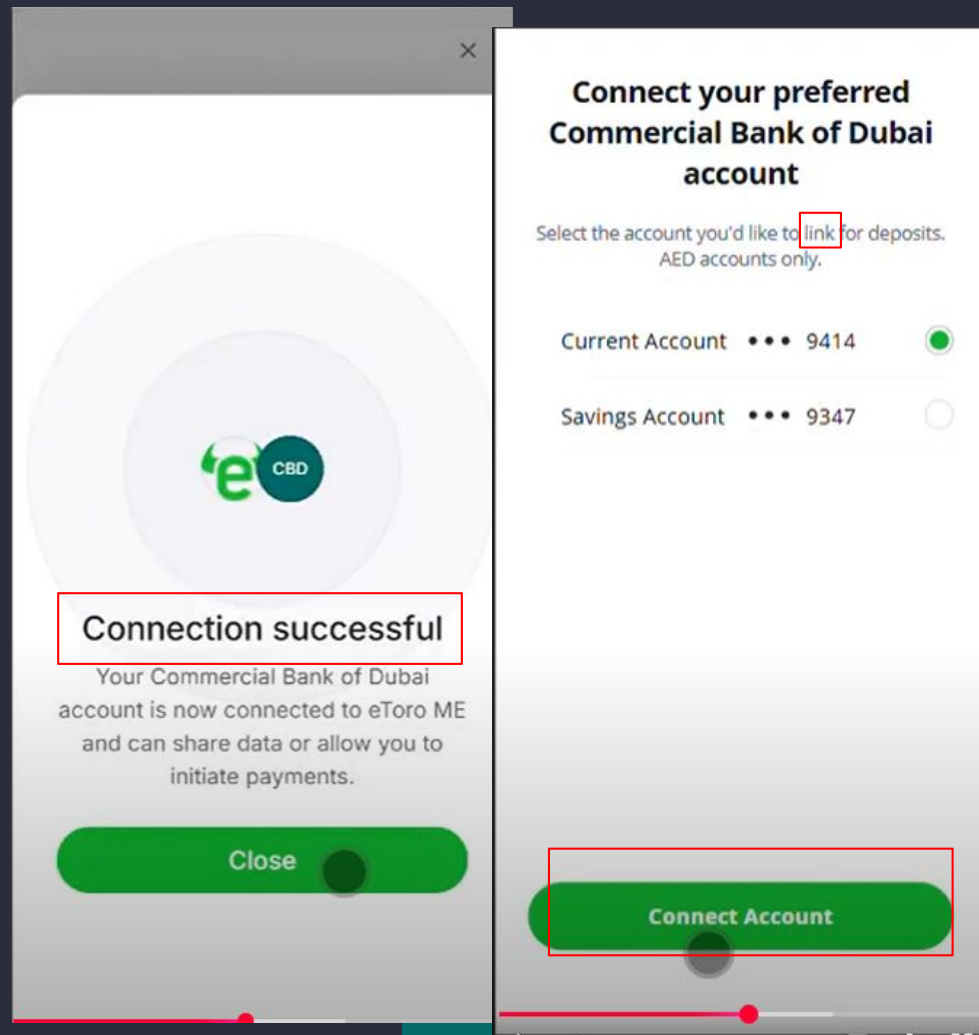 e
CBD
Connection successful
Your Commercial Bank of Dubai
account is now connected to eToro ME
and can share data or allow you to
initiate payments.
Close
Connect your preferred
Commercial Bank of Dubai
account
Select the account you'd like to link for deposits.
AED accounts only.
Current Account ••• 9414
Savings Account ••• 9347
Connect Account